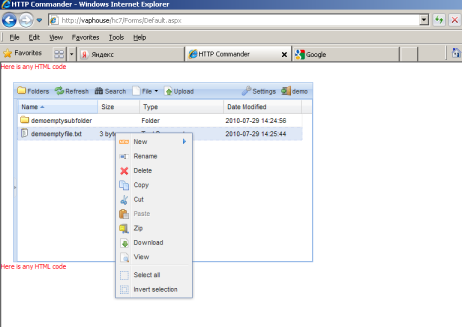 HTTP Commander - Windows Internet Explorer
http://vaphouse/hc7/Forms/Default.aspx
File Edit View Favorites Tools Help
Favorites Яндекс HTTP Commander Google
Here is any HTML code
Folders Refresh Search File Upload Settings demo
Name Size Type Date Modified
demoemptysubfolder Folder 2010-07-29 14:24:56
demoemptyfile.txt 3 2010-07-29 14:25:44
New
Rename
Delete
Copy
Cut
Paste
Zip
Download
View
Select all
Invert selection
Here is any HTML code